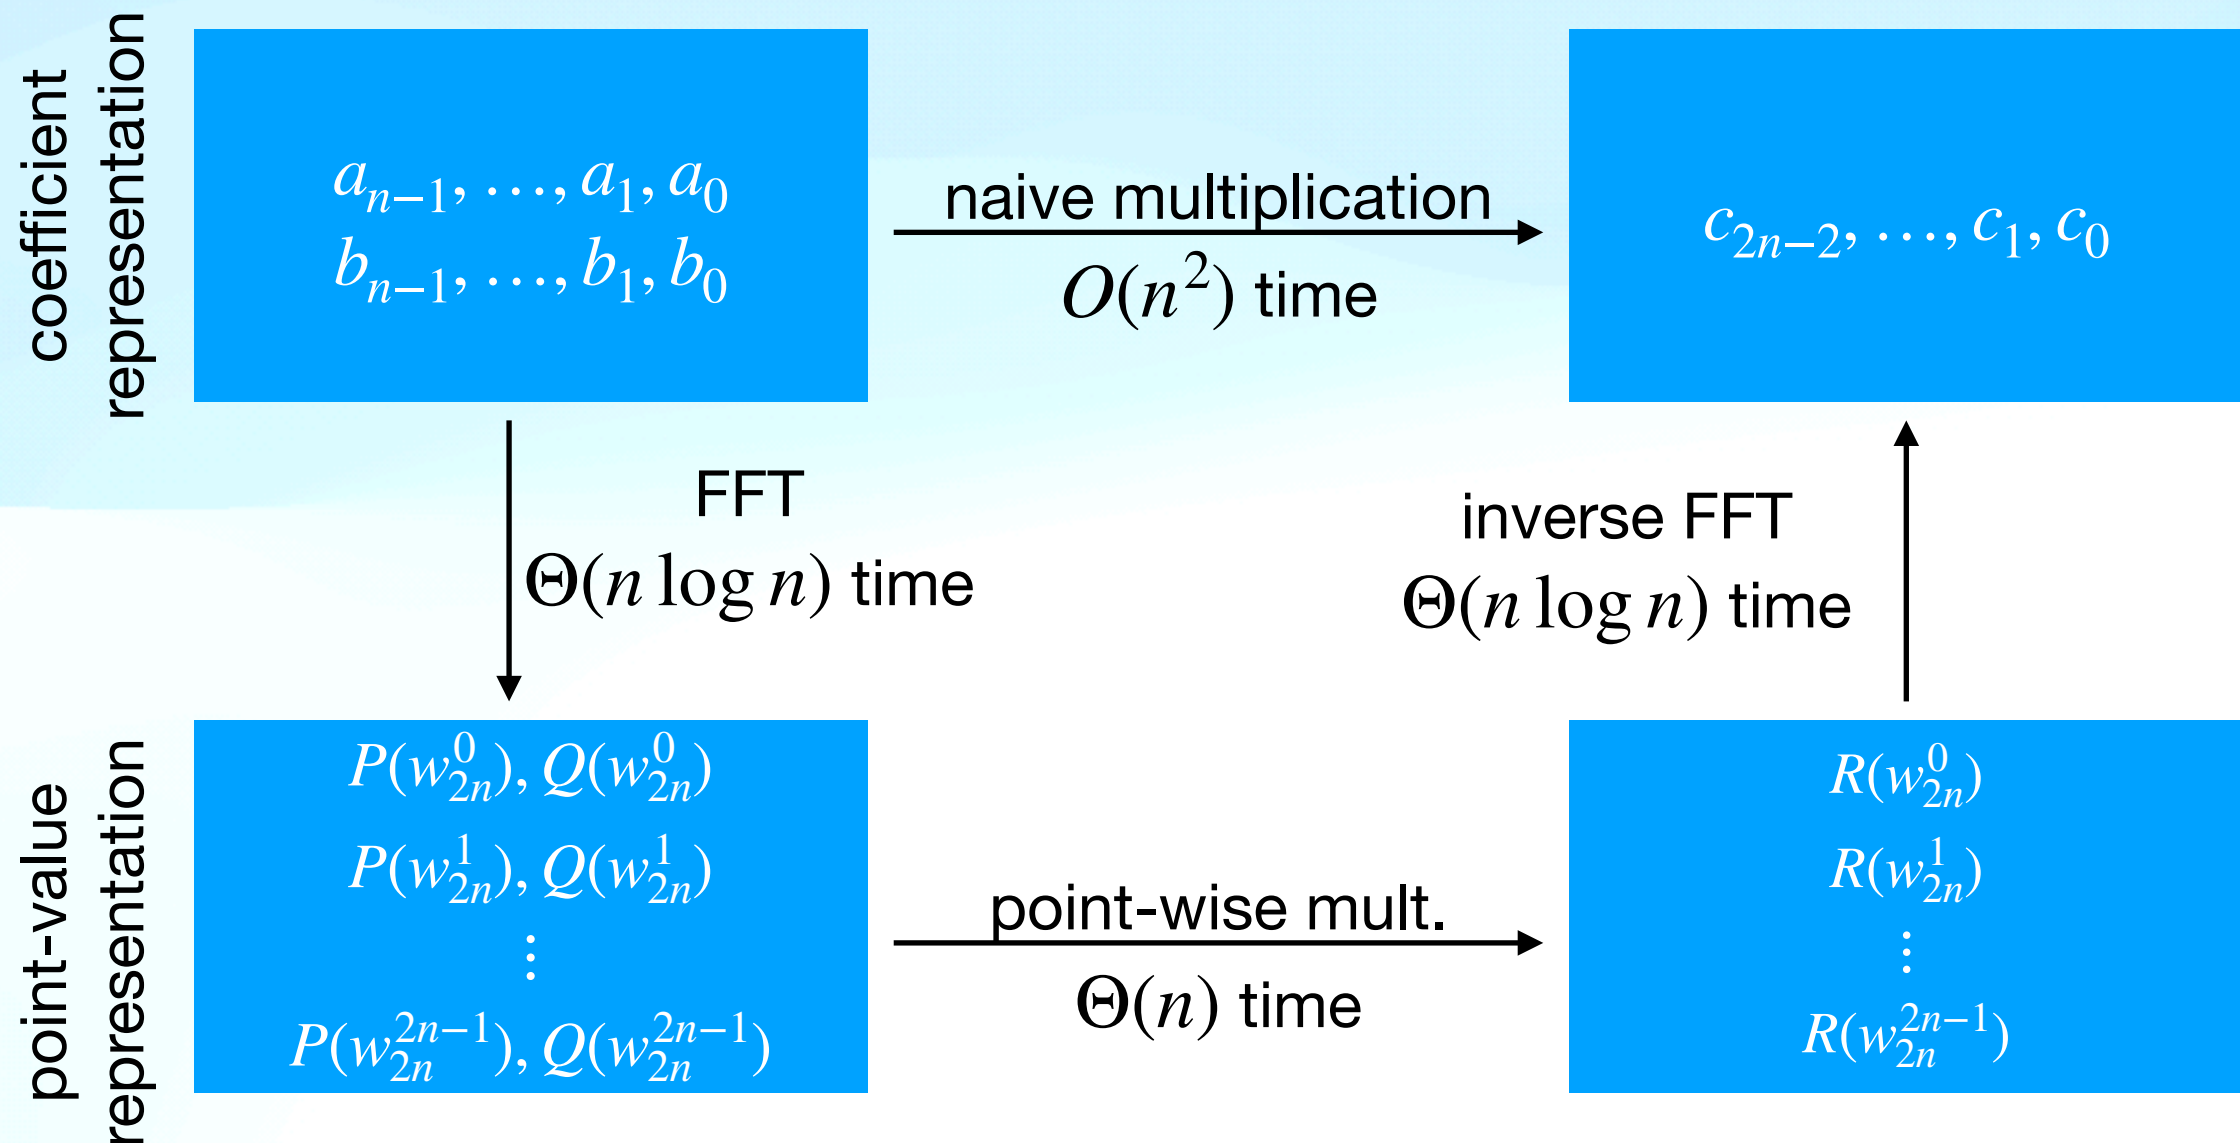 coefficient
representation
a_{n−1}, …, a_1, a_0
b_{n−1}, …, b_1, b_0
naive multiplication
O(n^2) time
c_{2n−2}, …, c_1, c_0
FFT
Θ(n log n) time
inverse FFT
Θ(n log n) time
point-value
representation
P(w_{2n}^0), Q(w_{2n}^0)
P(w_{2n}^1), Q(w_{2n}^1)
⋮
P(w_{2n}^{2n−1}), Q(w_{2n}^{2n−1})
point-wise mult.
Θ(n) time
R(w_{2n}^0)
R(w_{2n}^1)
⋮
R(w_{2n}^{2n−1})